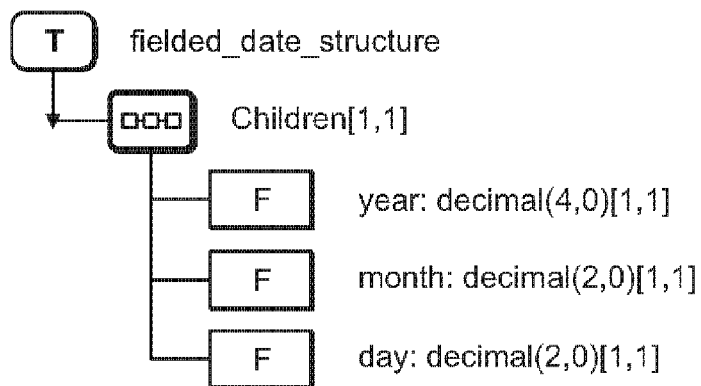 T fielded_date_structure
Children[1,1]
F year: decimal(4,0)[1,1]
F month: decimal(2,0)[1,1]
F day: decimal(2,0)[1,1]